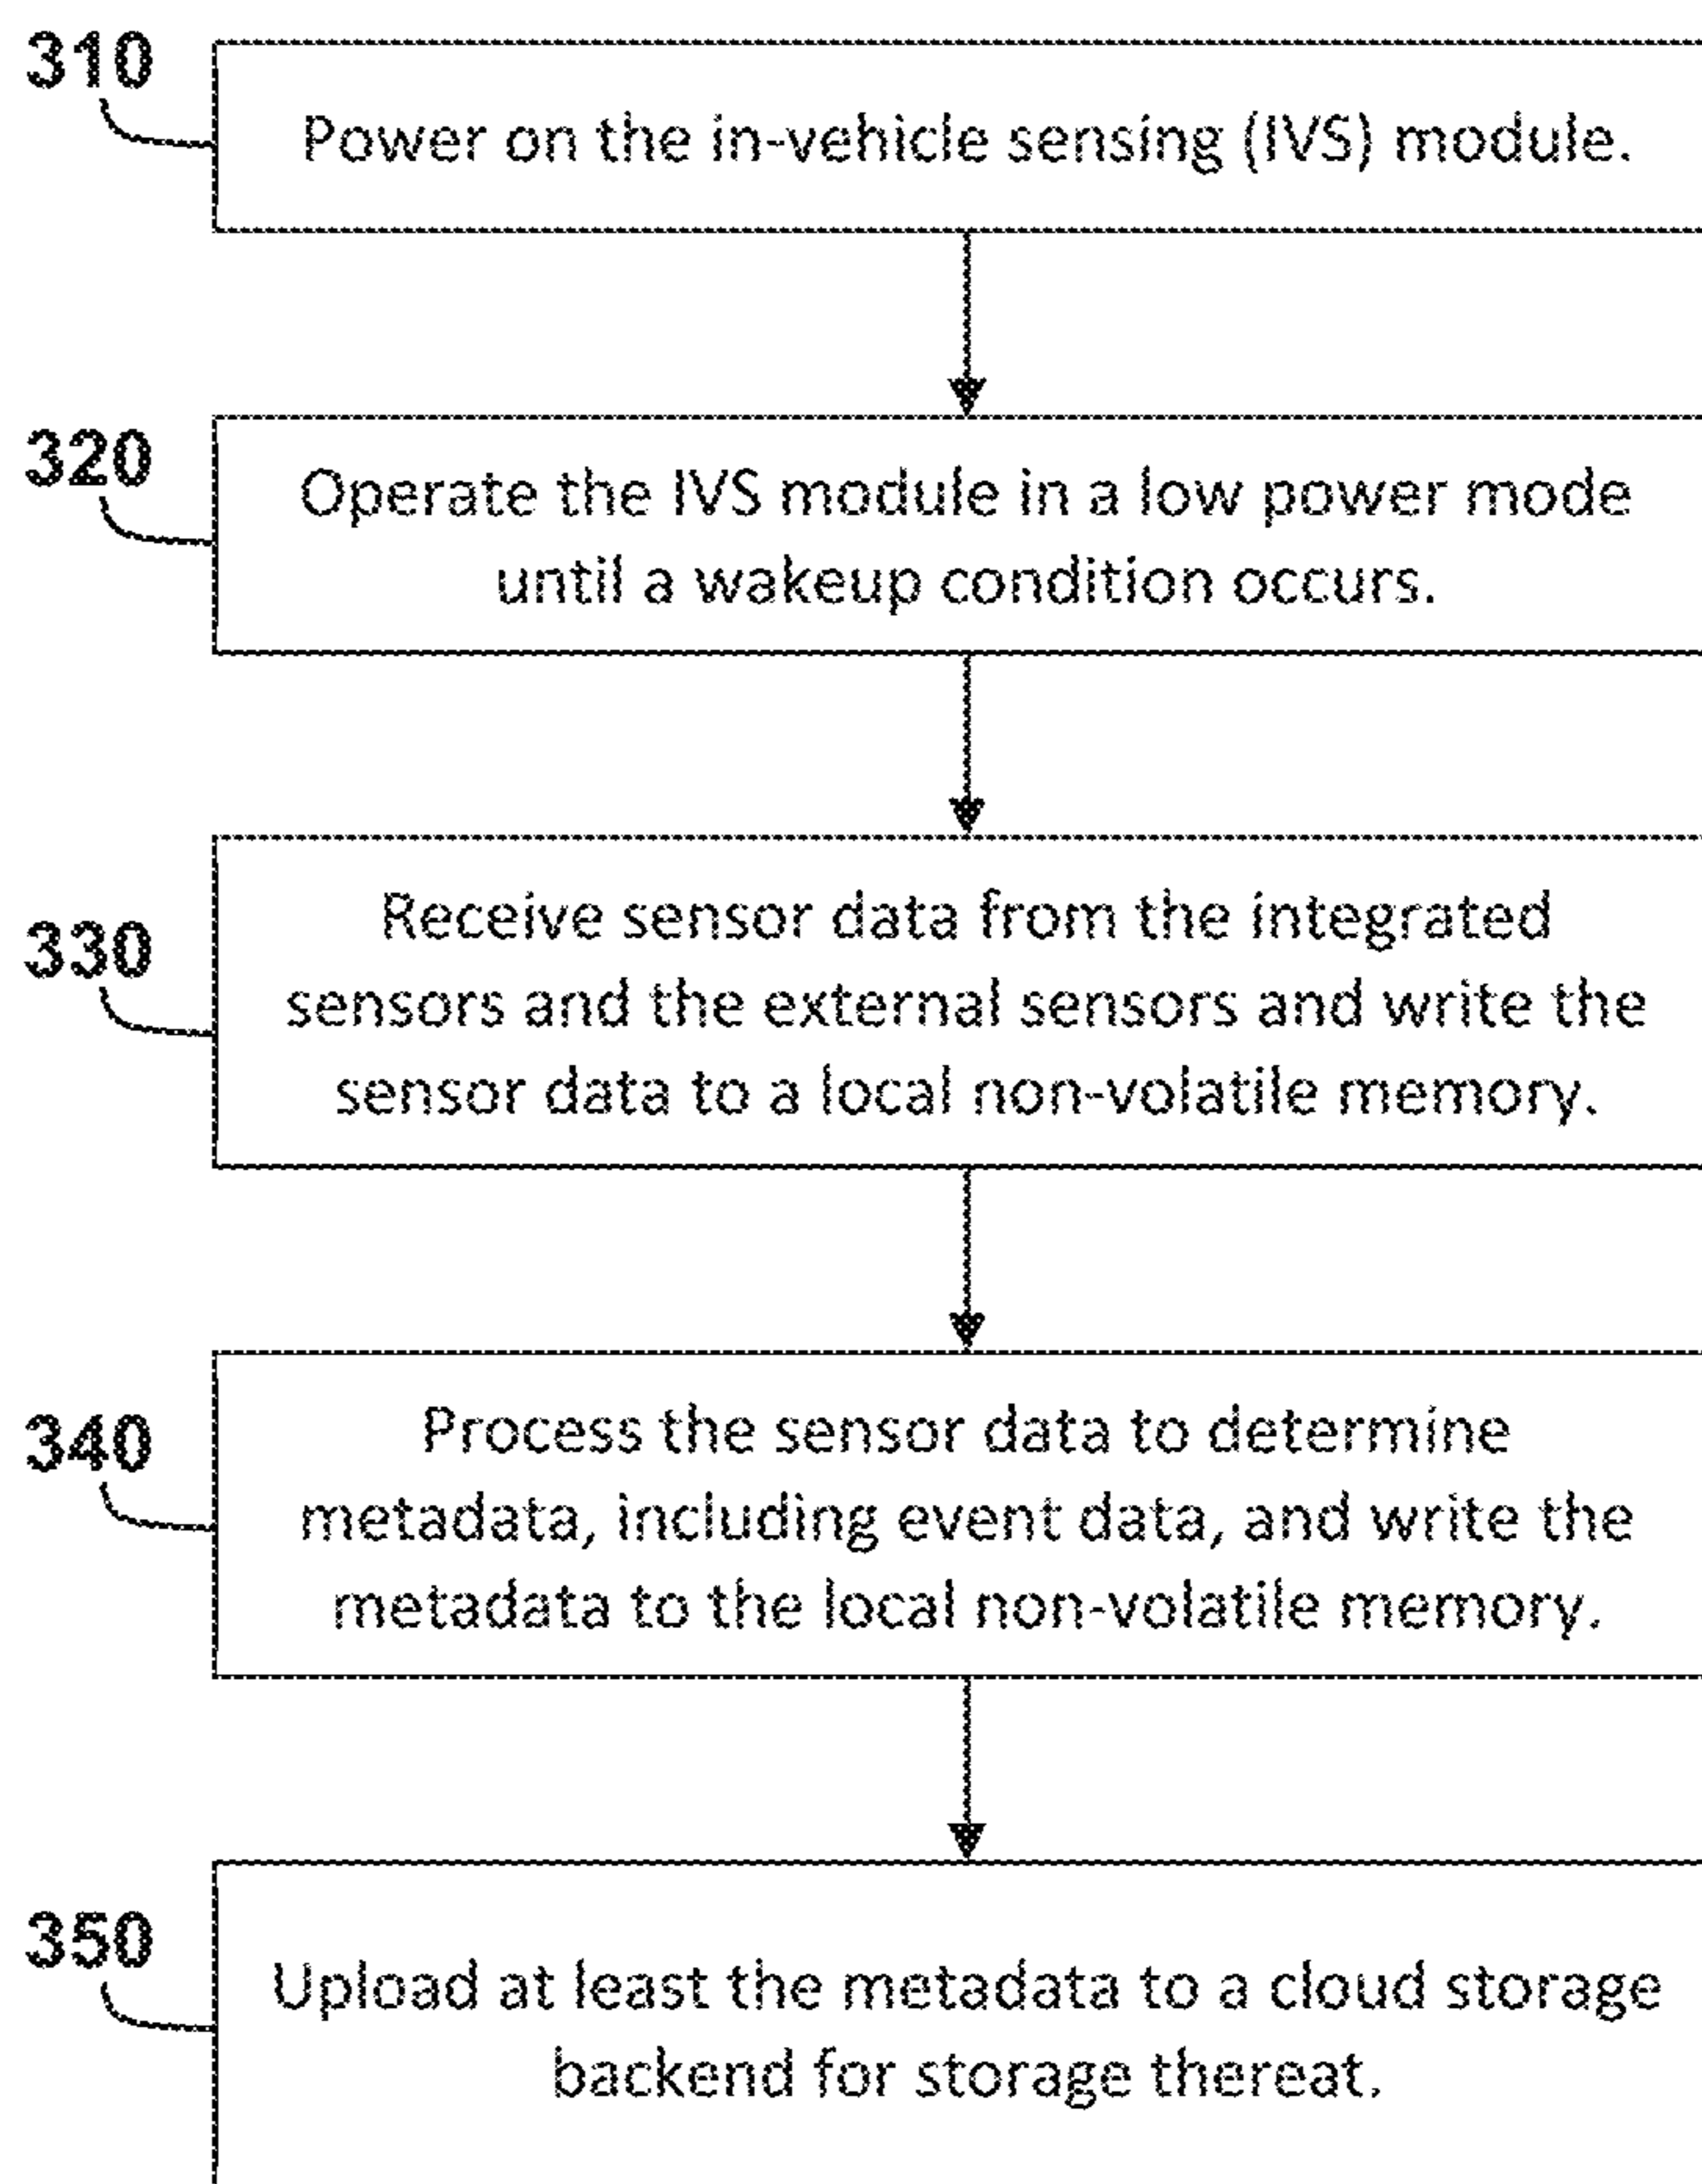 310
Power on the in-vehicle sensing (IVS) module.
320
Operate the IVS module in a low power mode
until a wakeup condition occurs.
330
Receive sensor data from the integrated
sensors and the external sensors and write the
sensor data to a local non-volatile memory.
340
Process the sensor data to determine
metadata, including event data, and write the
metadata to the local non-volatile memory.
350
Upload at least the metadata to a cloud storage
backend for storage thereat.